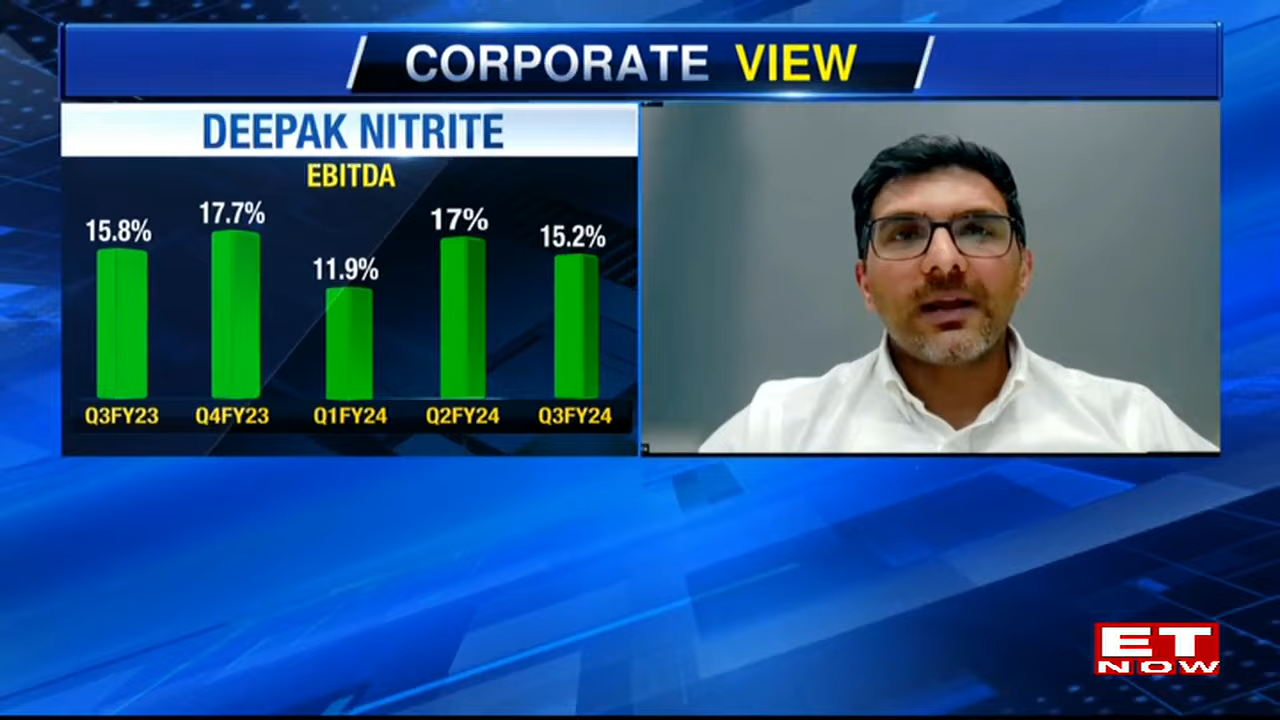 CORPORATE VIEW
DEEPAK NITRITE
EBITDA
15.8% 17.7% 11.9% 17% 15.2%
Q3FY23 Q4FY23 Q1FY24 Q2FY24 Q3FY24
ET
NOW